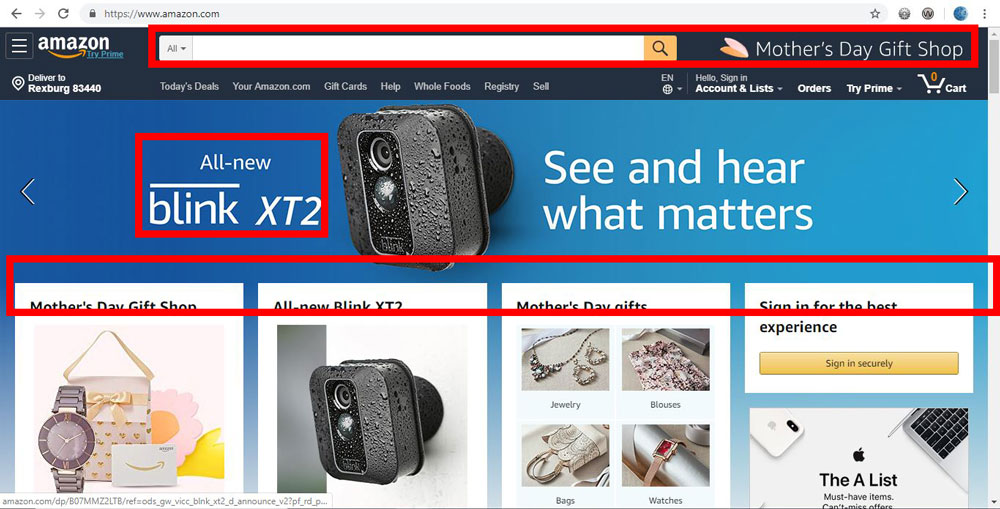 https://www.amazon.com
amazon
Try Prime
All
Mother's Day Gift Shop
Deliver to
Rexburg 83440
Today's Deals Your Amazon.com Gift Cards Help Whole Foods Registry Sell
EN
Hello, Sign in
Account & Lists
Orders
Try Prime
0
Cart
All-new
blink XT2
blink
See and hear
what matters
Mother's Day Gift Shop
All-new Blink XT2
Mother's Day gifts
Sign in for the best
experience
Sign in securely
Jewelry
Blouses
Bags
Watches
amazon
The A List
Must-have items.
Can't-miss offers.
amazon.com/dp/B07MMZ2LTB/ref=ods_gw_vicc_blnk_xt2_d_announce_v2?pf_rd_p...